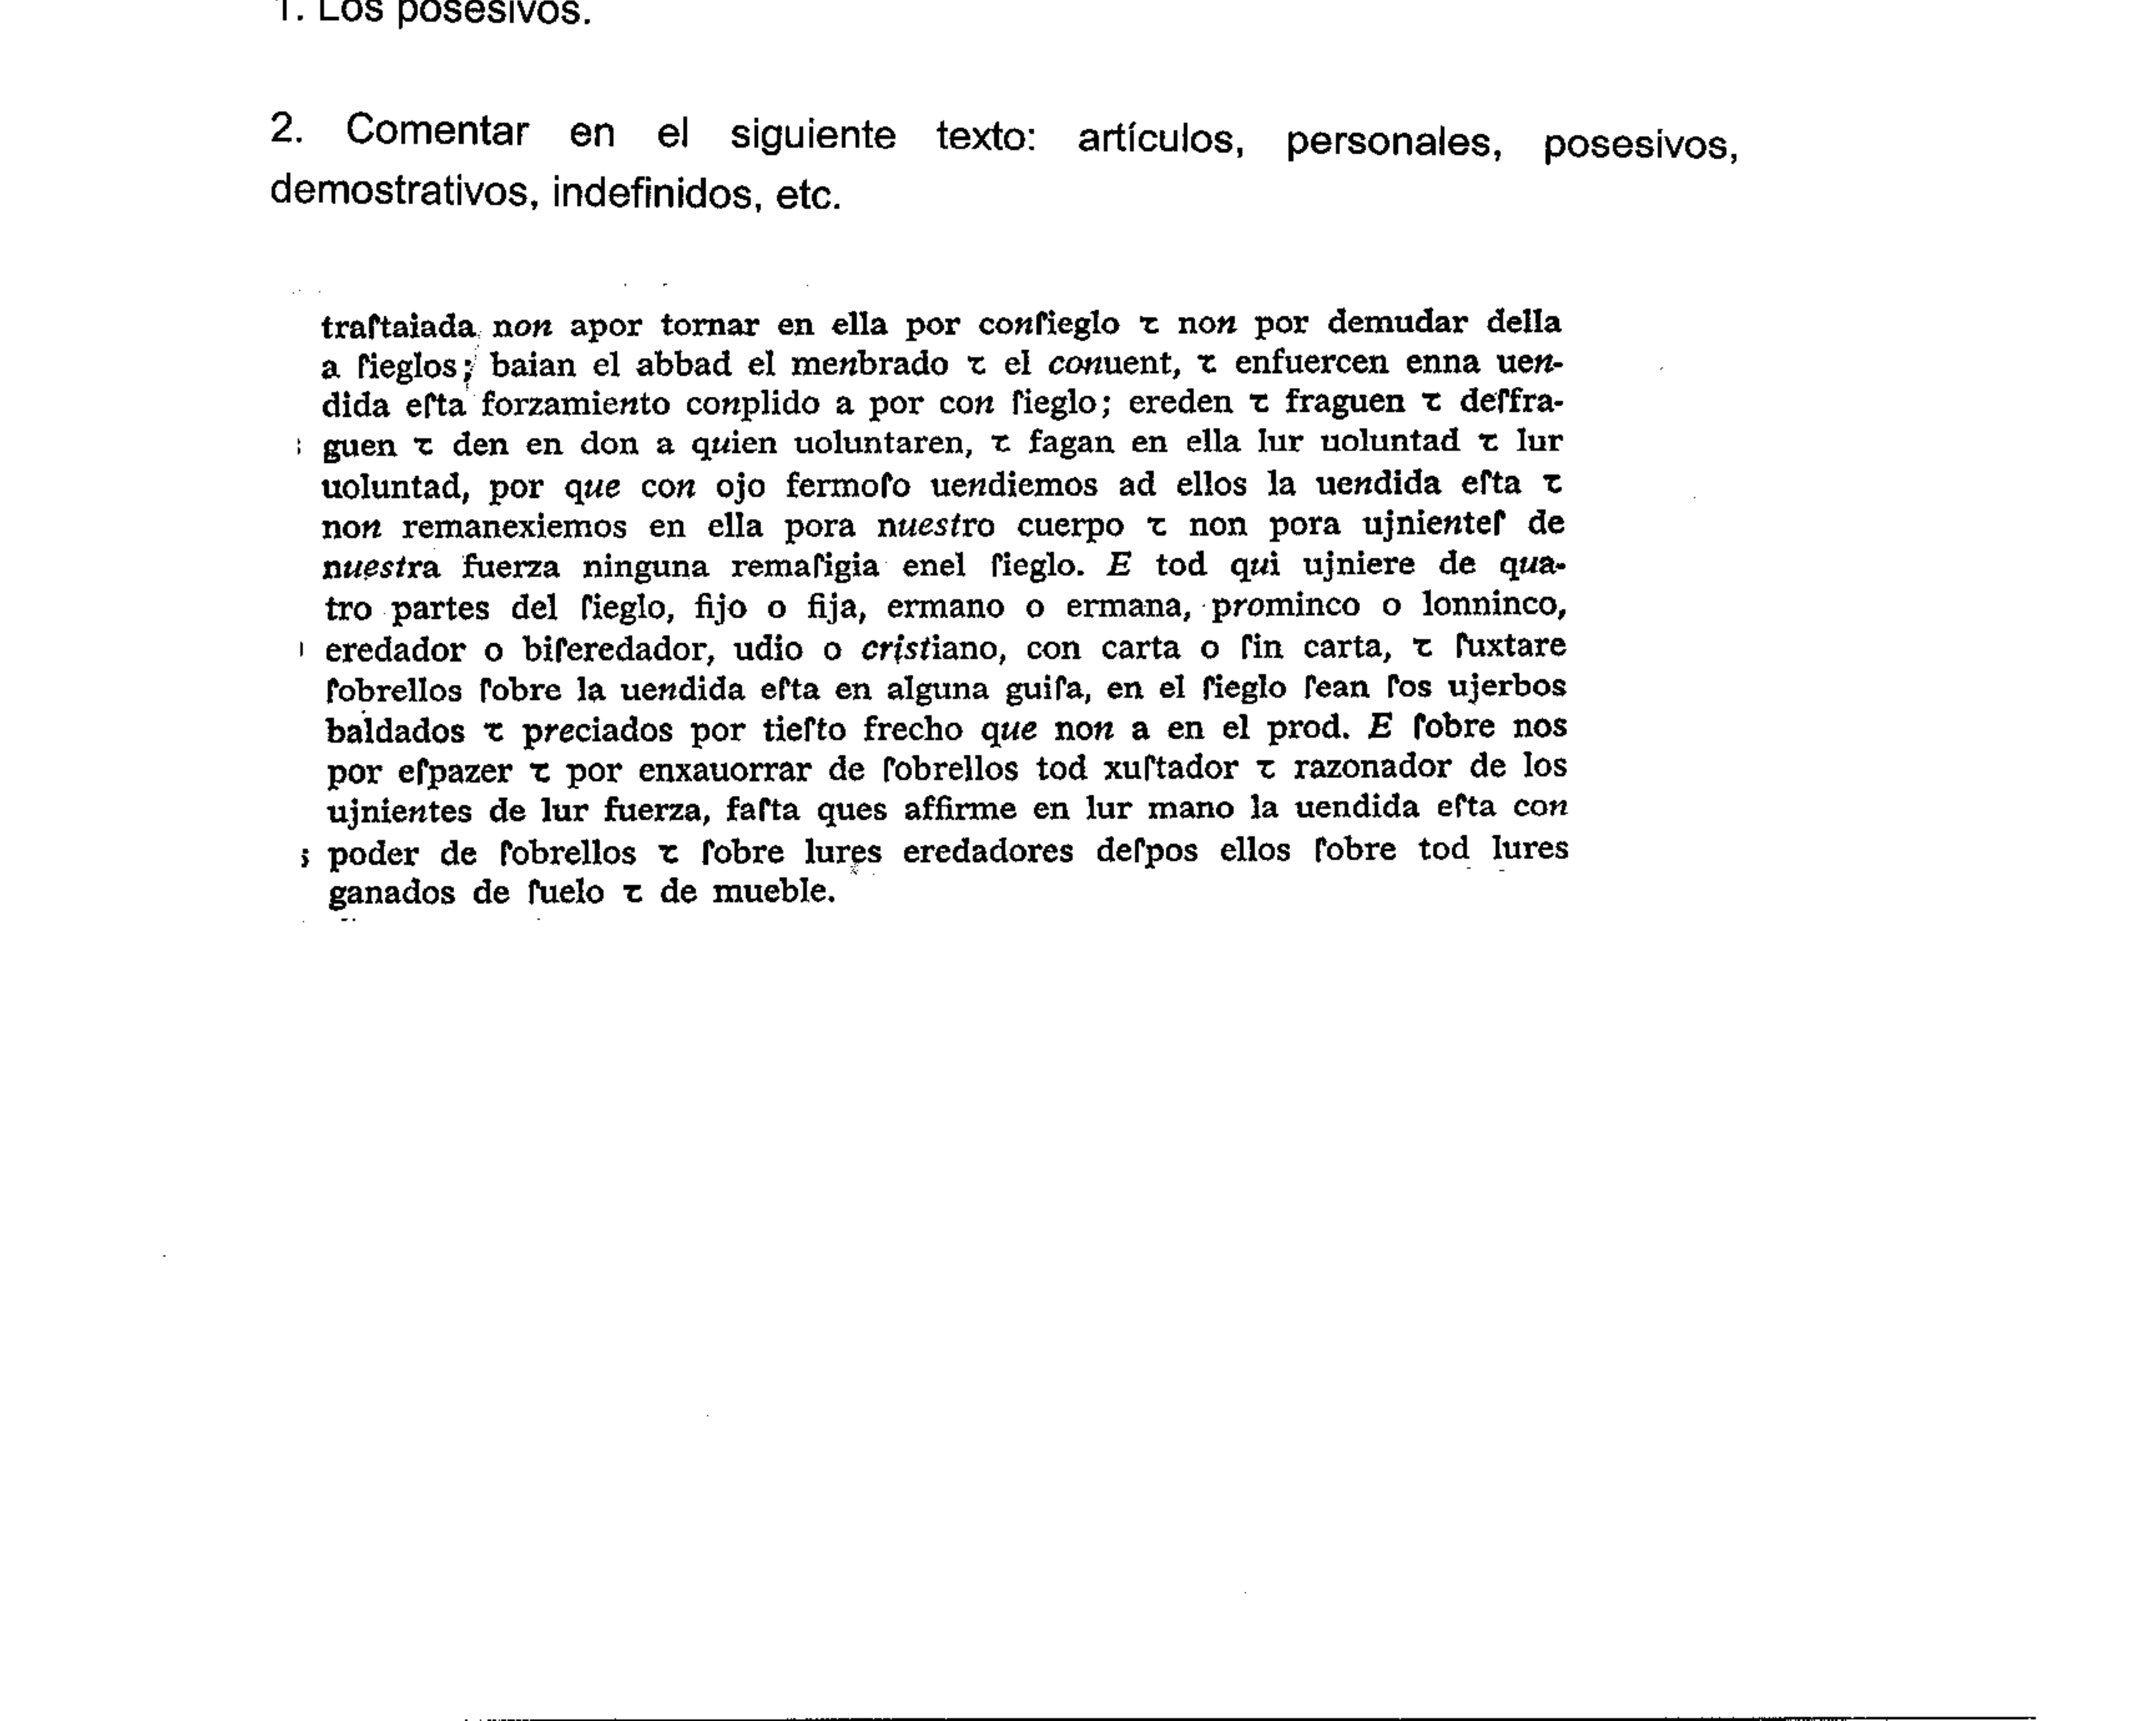 1. Los posesivos.
2. Comentar en el siguiente texto: artículos, personales, posesivos,
demostrativos, indefinidos, etc.
traſtaiada non apor tornar en ella por conſieglo τ non por demudar della
a ſieglos; baian el abbad el menbrado τ el conuent, τ enfuercen enna uen-
dida eſta forzamiento conplido a por con ſieglo; ereden τ fraguen τ deſfra-
guen τ den en don a quien uoluntaren, τ fagan en ella lur uoluntad τ lur
uoluntad, por que con ojo fermoſo uendiemos ad ellos la uendida eſta τ
non remanexiemos en ella pora nuestro cuerpo τ non pora ujnienteſ de
nuestra fuerza ninguna remaſigia enel ſieglo. E tod qui ujniere de qua-
tro partes del ſieglo, fijo o fija, ermano o ermana, prominco o lonninco,
eredador o biſeredador, udio o cristiano, con carta o ſin carta, τ ſuxtare
ſobrellos ſobre la uendida eſta en alguna guiſa, en el ſieglo ſean ſos ujerbos
baldados τ preciados por tieſto frecho que non a en el prod. E ſobre nos
por eſpazer τ por enxauorrar de ſobrellos tod xuſtador τ razonador de los
ujnientes de lur fuerza, faſta ques affirme en lur mano la uendida eſta con
poder de ſobrellos τ ſobre lures eredadores deſpos ellos ſobre tod lures
ganados de ſuelo τ de mueble.